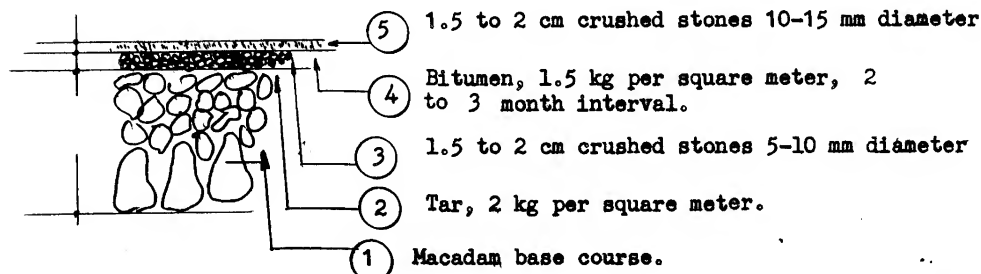 5 1.5 to 2 cm crushed stones 10-15 mm diameter
4 Bitumen, 1.5 kg per square meter, 2
to 3 month interval.
3 1.5 to 2 cm crushed stones 5-10 mm diameter
2 Tar, 2 kg per square meter.
1 Macadam base course.